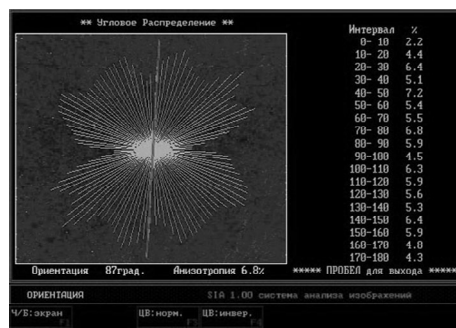 ** Угловое Распределение **
Интервал %
0- 10 2.2
10- 20 4.4
20- 30 6.4
30- 40 5.1
40- 50 7.2
50- 60 5.4
60- 70 5.5
70- 80 6.8
80- 90 5.9
90-100 4.5
100-110 6.3
110-120 5.9
120-130 5.6
130-140 5.3
140-150 6.4
150-160 5.9
160-170 4.0
170-180 4.3
Ориентация 87град. Анизотропия 6.8% ***** ПРОБЕЛ для выхода *****
ОРИЕНТАЦИЯ SIA 1.00 система анализа изображений
Ч/Б:экран ЦВ:норм. ЦВ:инвер.